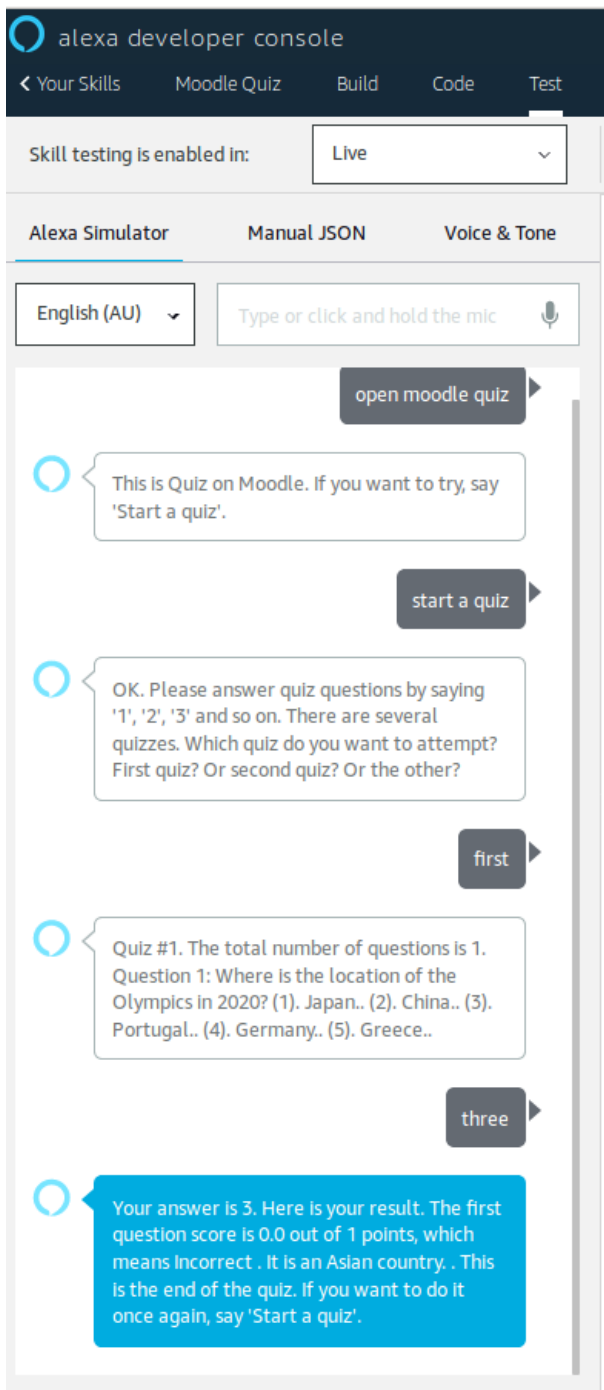 alexa developer console
Your Skills Moodle Quiz Build Code Test
Skill testing is enabled in: Live
Alexa Simulator Manual JSON Voice & Tone
English (AU) Type or click and hold the mic
open moodle quiz
This is Quiz on Moodle. If you want to try, say
'Start a quiz'.
start a quiz
OK. Please answer quiz questions by saying
'1', '2', '3' and so on. There are several
quizzes. Which quiz do you want to attempt?
First quiz? Or second quiz? Or the other?
first
Quiz #1. The total number of questions is 1.
Question 1: Where is the location of the
Olympics in 2020? (1). Japan.. (2). China.. (3).
Portugal.. (4). Germany.. (5). Greece..
three
Your answer is 3. Here is your result. The first
question score is 0.0 out of 1 points, which
means Incorrect . It is an Asian country. . This
is the end of the quiz. If you want to do it
once again, say 'Start a quiz'.